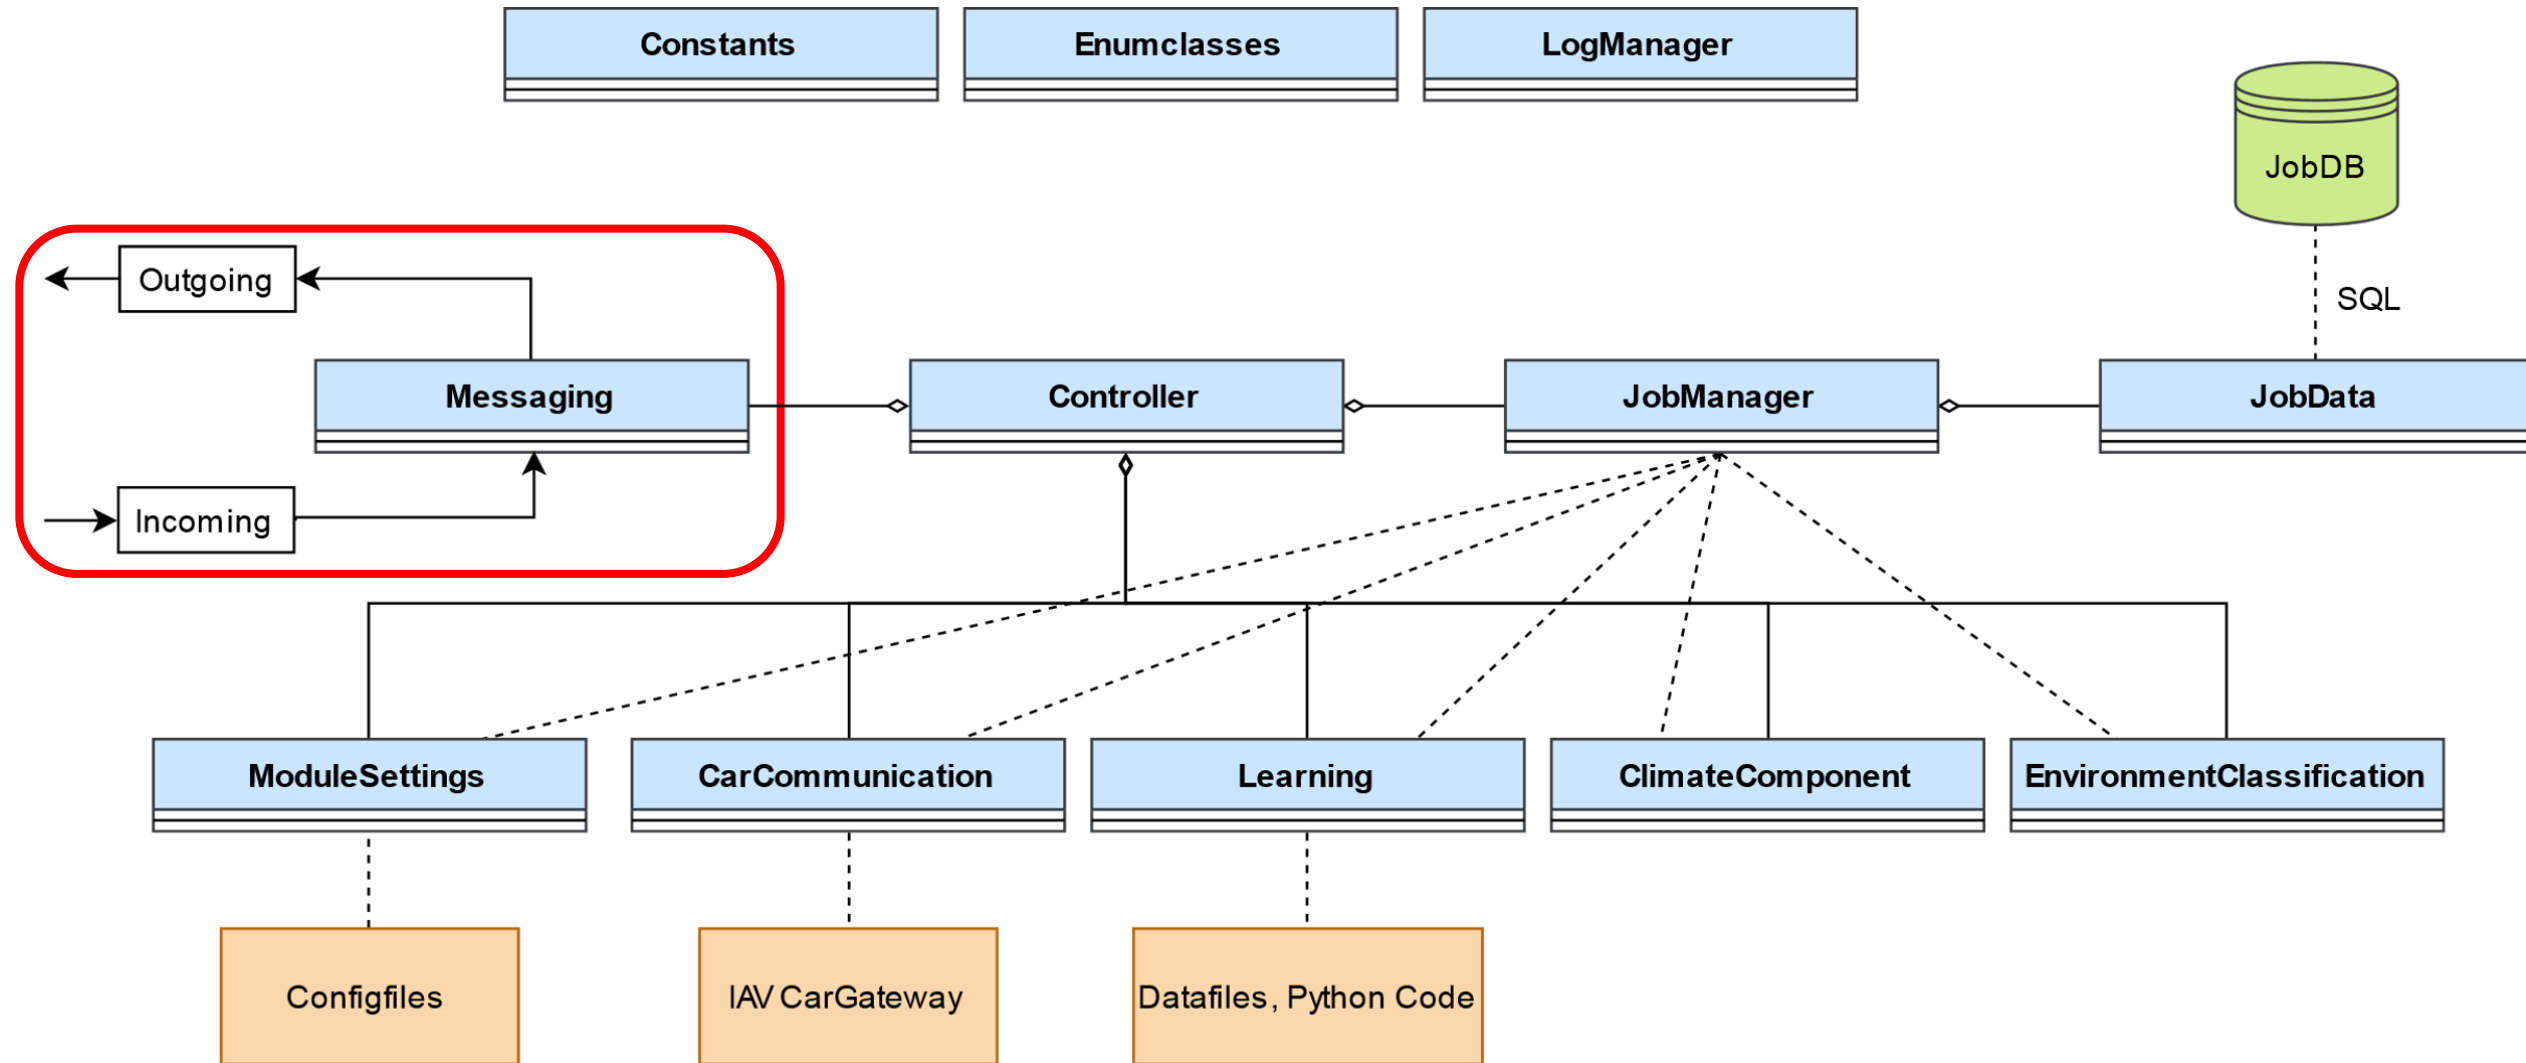 Constants
Enumclasses
LogManager
JobDB
Outgoing
SQL
Messaging
Controller
JobManager
JobData
Incoming
ModuleSettings
CarCommunication
Learning
ClimateComponent
EnvironmentClassification
Configfiles
IAV CarGateway
Datafiles, Python Code